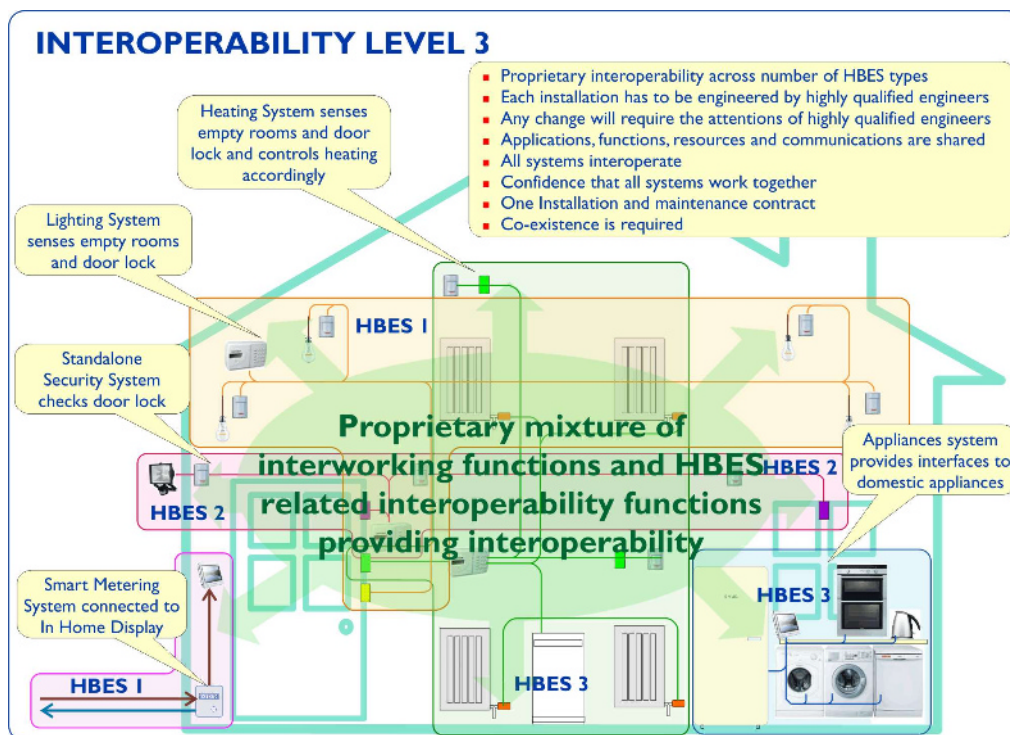 INTEROPERABILITY LEVEL 3
Proprietary interoperability across number of HBES types
Each installation has to be engineered by highly qualified engineers
Any change will require the attentions of highly qualified engineers
Applications, functions, resources and communications are shared
All systems interoperate
Confidence that all systems work together
One Installation and maintenance contract
Co-existence is required
Heating System senses
empty rooms and door
lock and controls heating
accordingly
Lighting System
senses empty rooms
and door lock
HBES 1
Standalone
Security System
checks door lock
Proprietary mixture of
interworking functions and HBES
related interoperability functions
providing interoperability
HBES 2
HBES 2
Appliances system
provides interfaces to
domestic appliances
Smart Metering
System connected to
In Home Display
HBES 1
HBES 3
HBES 3